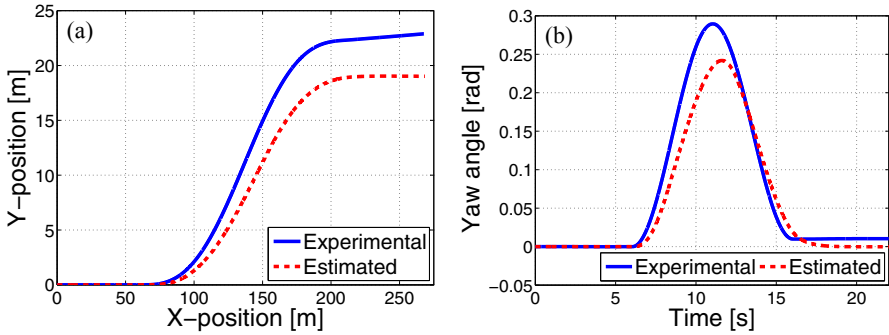 (a)
Y-position [m]
25
20
15
10
5
0
0 50 100 150 200 250
X-position [m]
Experimental
Estimated
(b)
Yaw angle [rad]
0.3
0.25
0.2
0.15
0.1
0.05
0
-0.05
0 5 10 15 20
Time [s]
Experimental Estimated